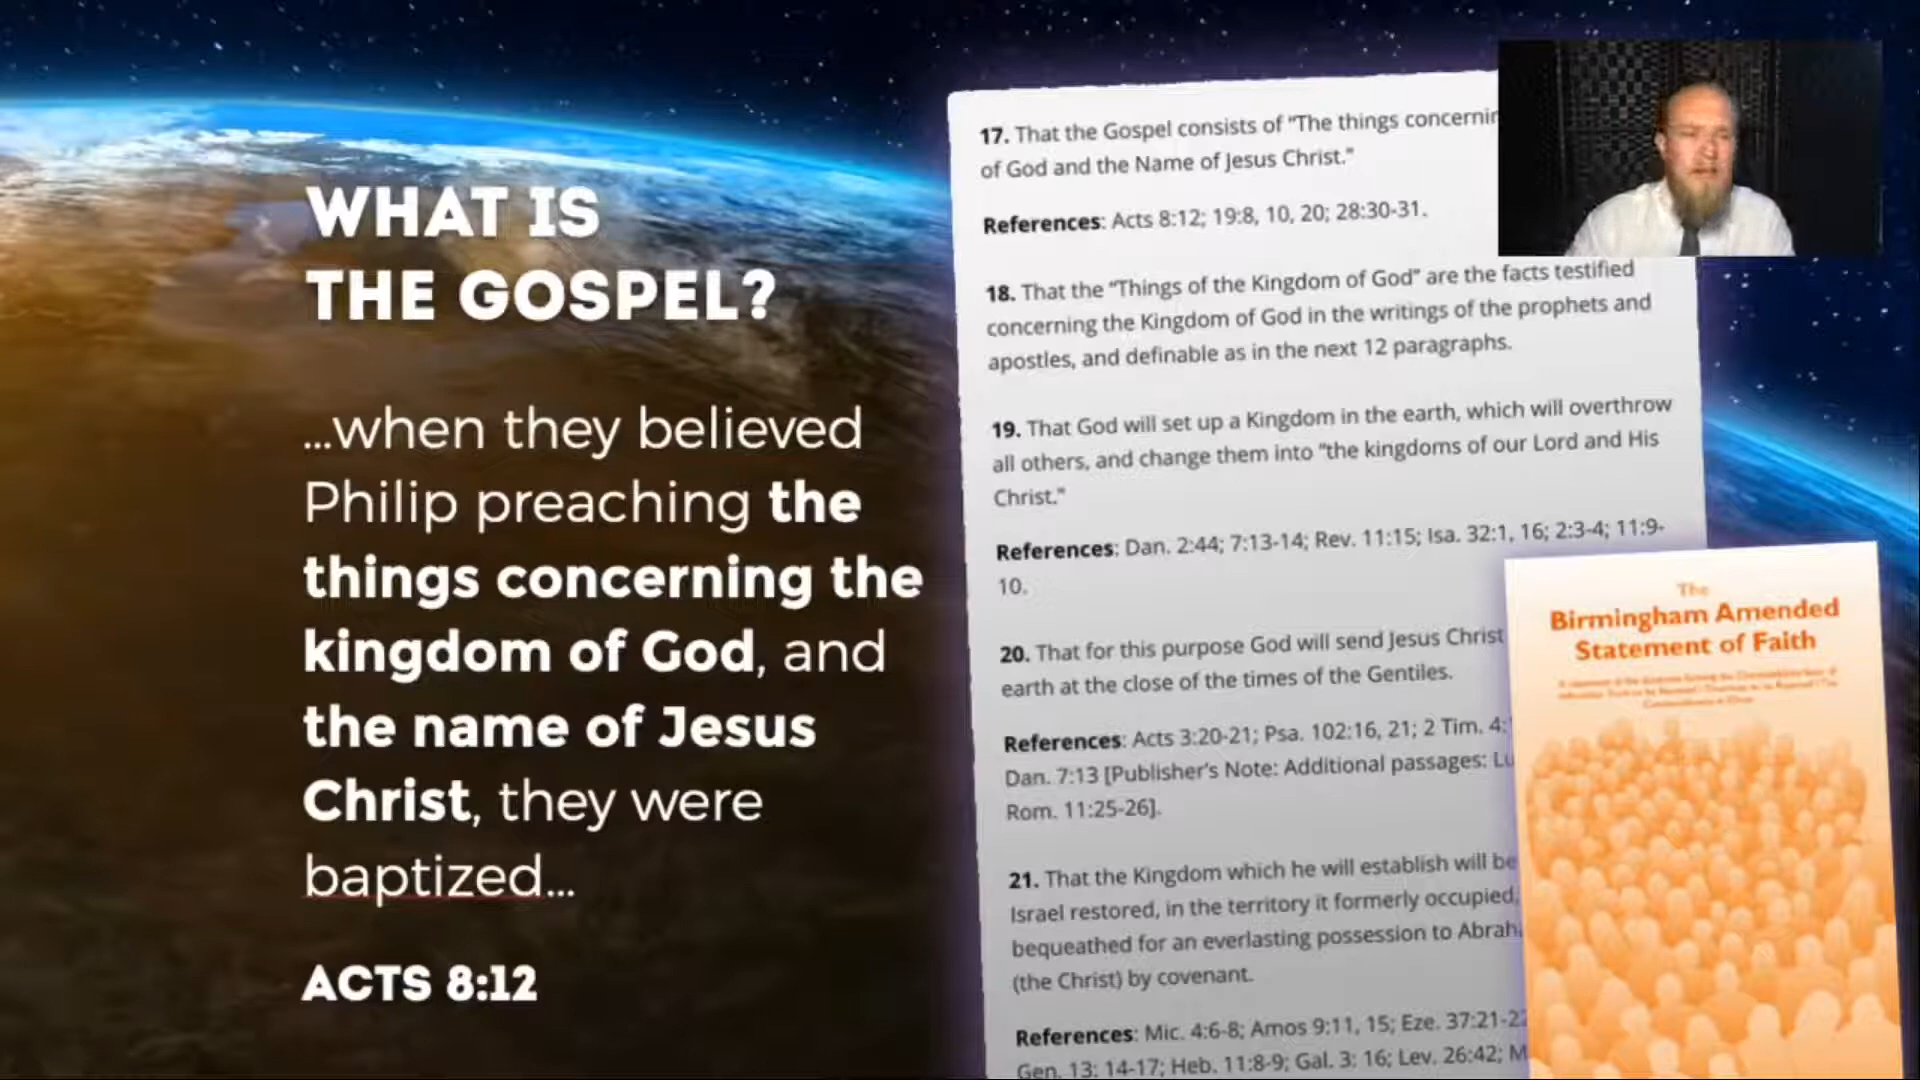 WHAT IS
THE GOSPEL?
...when they believed
Philip preaching the
things concerning the
kingdom of God, and
the name of Jesus
Christ, they were
baptized...
ACTS 8:12
17. That the Gospel consists of “The things
of God and the Name of Jesus Christ.”
References: Acts 8:12; 19:8, 10, 20; 28:30-31.
18. That the “Things of the Kingdom of God” are the facts testified
concerning the Kingdom of God in the writings of the prophets and
apostles, and definable as in the next 12 paragraphs.
19. That God will set up a Kingdom in the earth, which will overthrow
all others, and change them into “the kingdoms of our Lord and His
Christ.”
References: Dan. 2:44; 7:13-14; Rev. 11:15; Isa. 32:1, 16; 2:3-4; 11:9-
10.
20. That for this purpose God will send Jesus Christ
earth at the close of the times of the Gentiles.
References: Acts 3:20-21; Psa. 102:16, 21; 2 Tim. 4:
Dan. 7:13 [Publisher’s Note: Additional passages:
Rom. 11:25-26].
21. That the Kingdom which he will establish will be
Israel restored, in the territory it formerly occupied,
bequeathed for an everlasting possession to
(the Christ) by covenant.
References: Mic. 4:6-8; Amos 9:11, 15; Eze. 37:21-
Gen. 13: 14-17; Heb. 11:8-9; Gal. 3: 16; Lev. 26:42;
The
Birmingham Amended
Statement of Faith